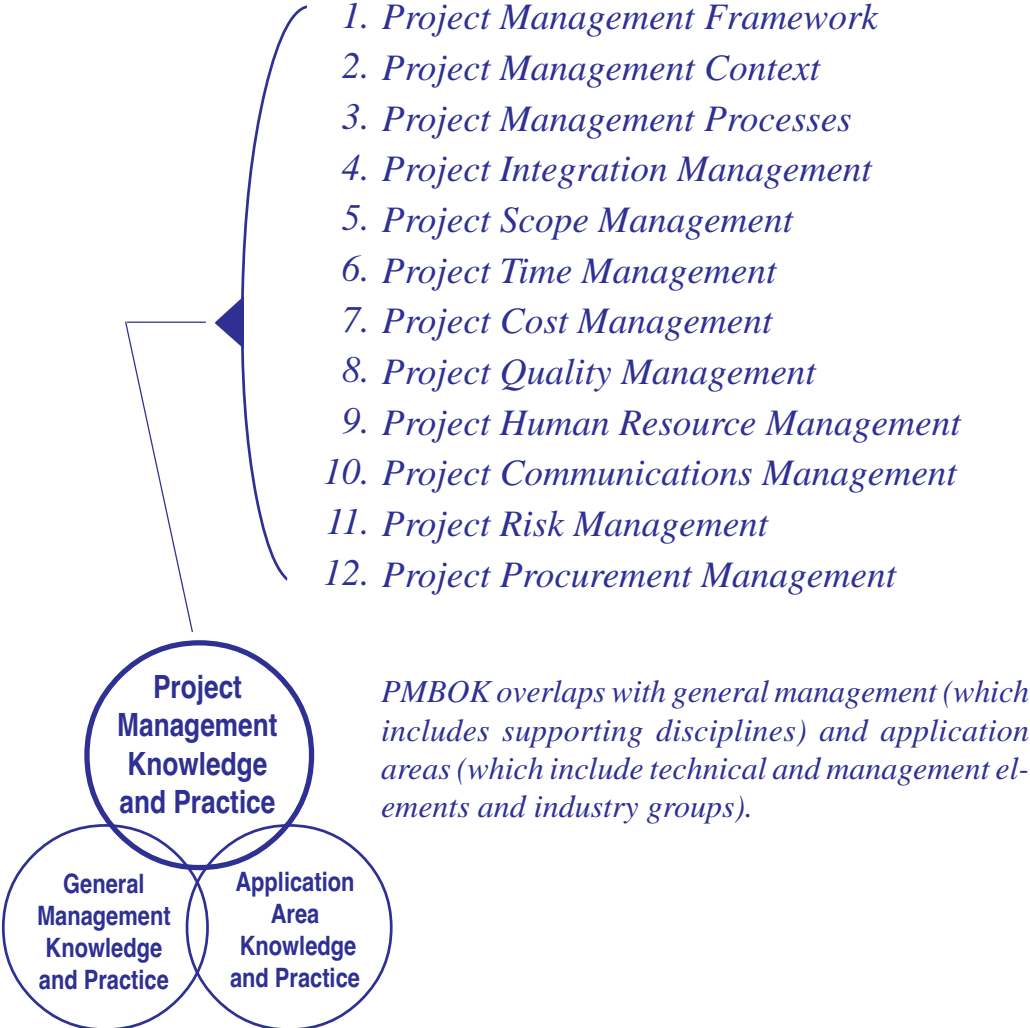 1. Project Management Framework
2. Project Management Context
3. Project Management Processes
4. Project Integration Management
5. Project Scope Management
6. Project Time Management
7. Project Cost Management
8. Project Quality Management
9. Project Human Resource Management
10. Project Communications Management
11. Project Risk Management
12. Project Procurement Management
Project
Management
Knowledge
and Practice
PMBOK overlaps with general management (which
includes supporting disciplines) and application
areas (which include technical and management el-
ements and industry groups).
General
Management
Knowledge
and Practice
Application
Area
Knowledge
and Practice